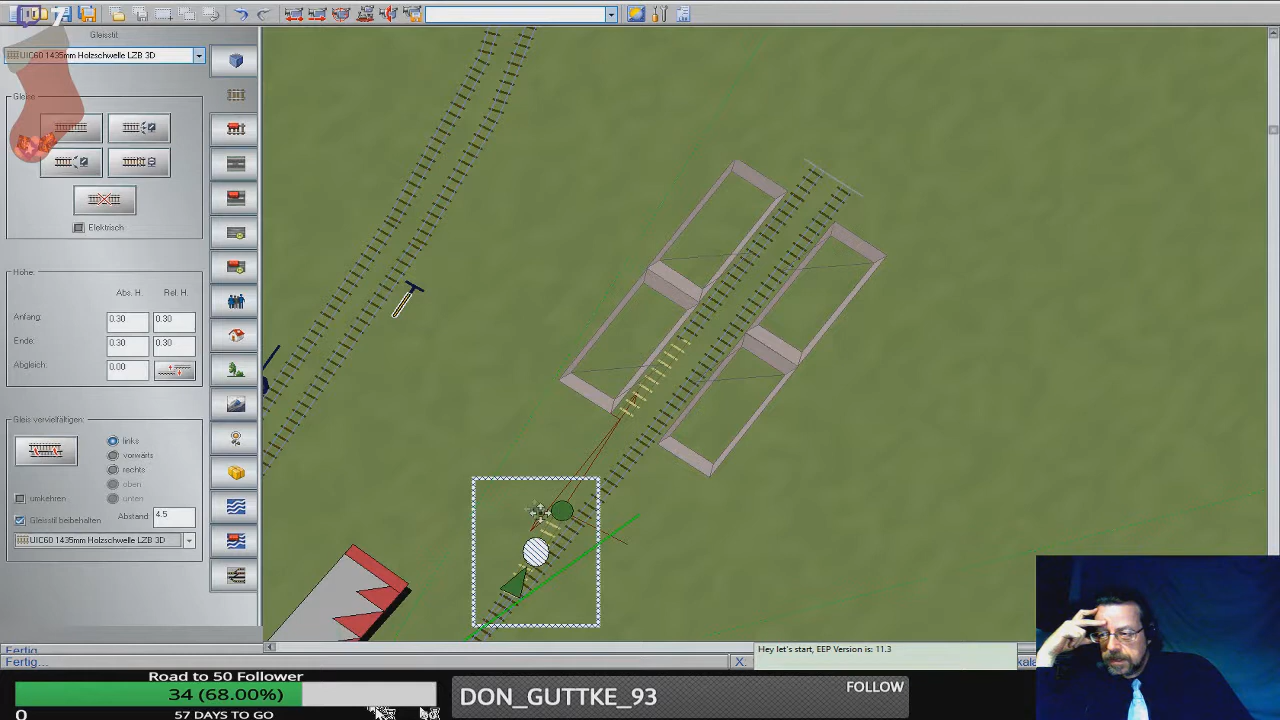 Gleisstil:
UIC60 1435mm Holzschwelle LZB 3D
Gleise
Elektrisch
Höhe:
Abs. H. Rel. H.
Anfang: 0.30 0.30
Ende: 0.30 0.30
Abgleich: 0.00
Gleis vervielfältigen:
links
vorwärts
rechts
oben
unten
umkehren
Gleisstil beibehalten
Abstand 4.5
UIC60 1435mm Holzschwelle LZB 3D
Fertig...
Hey let's start, EEP Version is: 11.3
Road to 50 Follower
34 (68.00%)
0
57 DAYS TO GO
DON_GUTTKE_93
FOLLOW